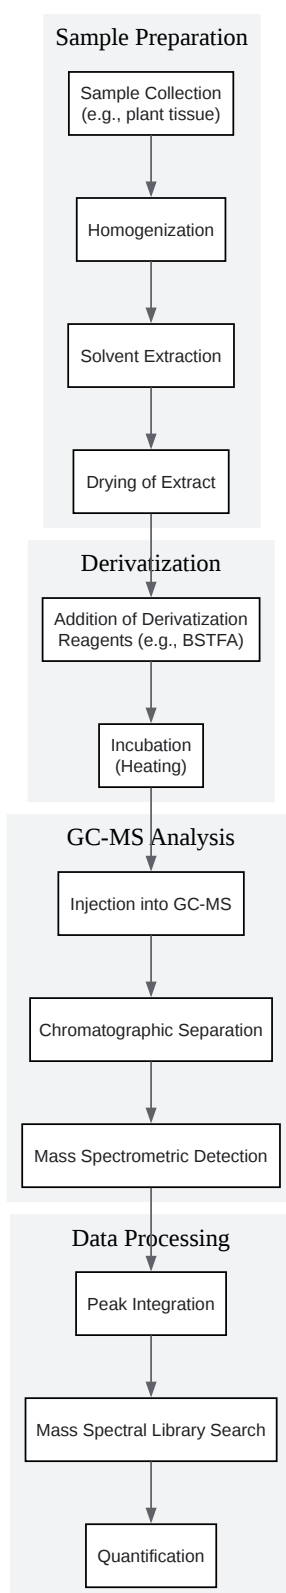 Sample Preparation
Sample Collection
(e.g., plant tissue)
Homogenization
Solvent Extraction
Drying of Extract
Derivatization
Addition of Derivatization
Reagents (e.g., BSTFA)
Incubation
(Heating)
GC-MS Analysis
Injection into GC-MS
Chromatographic Separation
Mass Spectrometric Detection
Data Processing
Peak Integration
Mass Spectral Library Search
Quantification